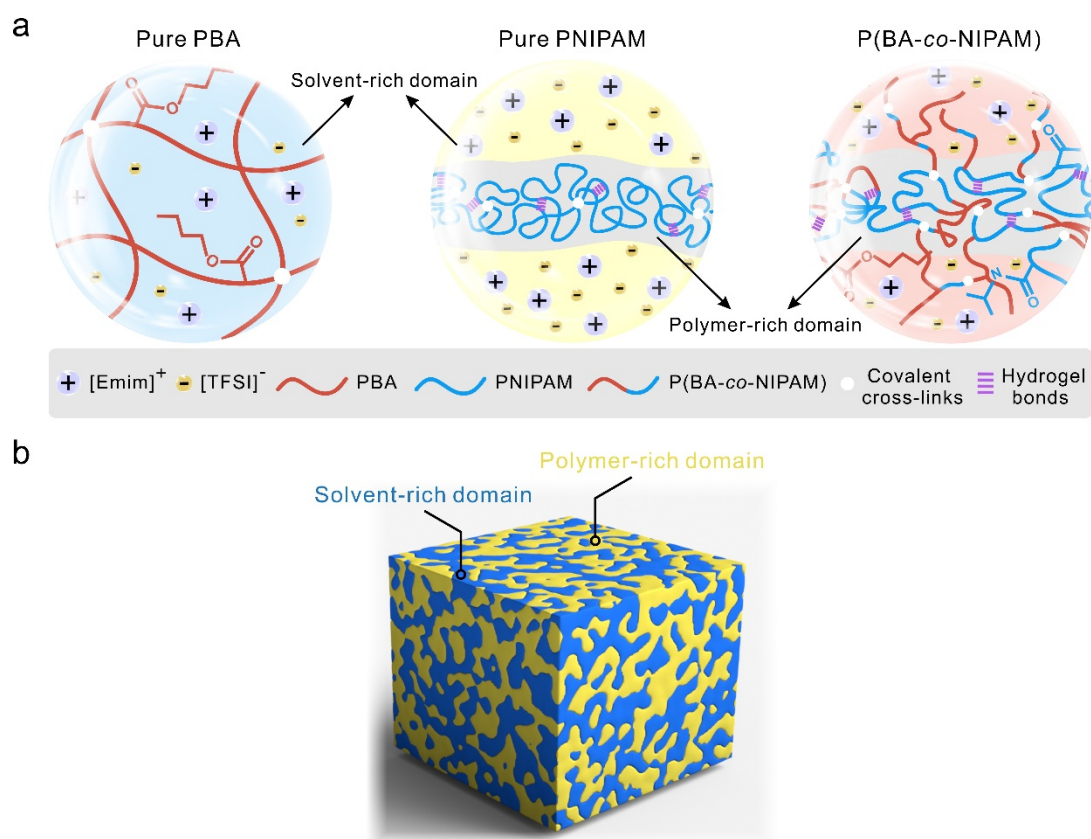 a
Pure PBA
Pure PNIPAM
P(BA-co-NIPAM)
Solvent-rich domain
O
O
O
O
O
O
N
O
O
Polymer-rich domain
[Emim]+
[TFSI]-
PBA
PNIPAM
P(BA-co-NIPAM)
Covalent
cross-links
Hydrogel
bonds
b
Polymer-rich domain
Solvent-rich domain